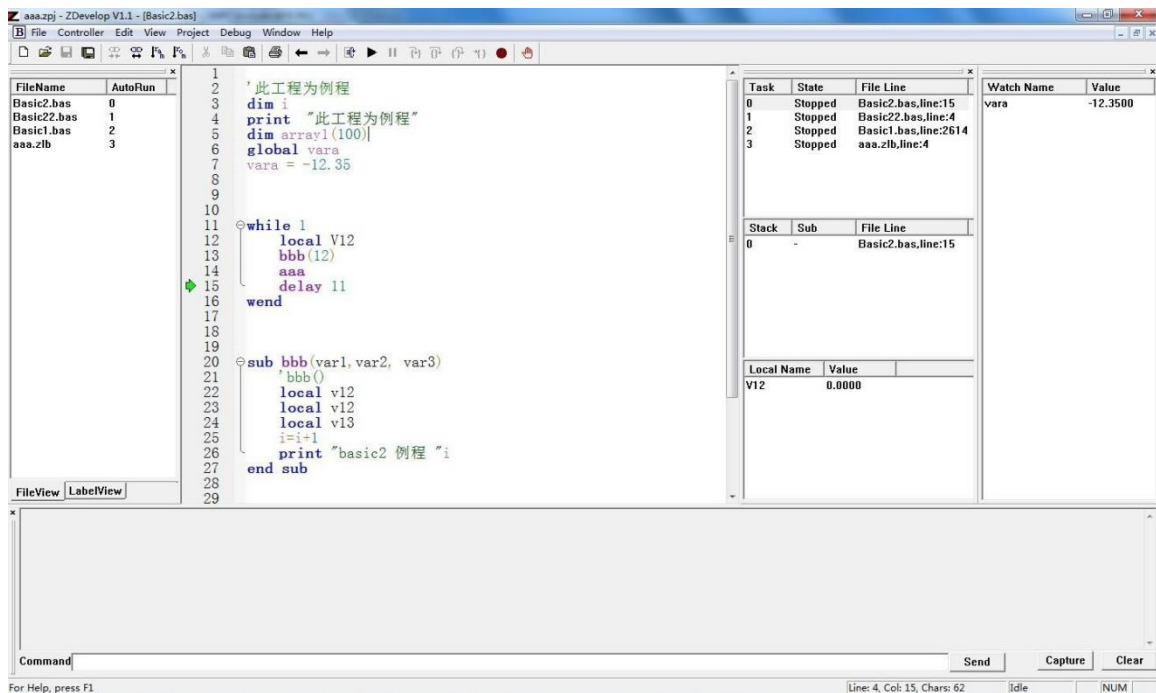 aaa.zpj - ZDevelop V1.1 - [Basic2.bas]
File Controller Edit View Project Debug Window Help
FileName AutoRun
Basic2.bas 0
Basic22.bas 1
Basic1.bas 2
aaa.zlb 3
FileView LabelView
1
2 '此工程为例程
3 dim i
4 print "此工程为例程"
5 dim array1(100)
6 global vara
7 vara = -12.35
8
9
10
11 while 1
12 local V12
13 bbb(12)
14 aaa
15 delay 11
16 wend
17
18
19
20 sub bbb(var1,var2, var3)
21 'bbb()
22 local v12
23 local v12
24 local v13
25 i=i+1
26 print "basic2 例程 "i
27 end sub
28
29
Task State File Line
0 Stopped Basic2.bas,line:15
1 Stopped Basic22.bas,line:4
2 Stopped Basic1.bas,line:2614
3 Stopped aaa.zlb,line:4
Stack Sub File Line
0 - Basic2.bas,line:15
Local Name Value
V12 0.0000
Watch Name Value
vara -12.3500
Command Send Capture Clear
For Help, press F1 Line: 4, Col: 15, Chars: 62 Idle NUM